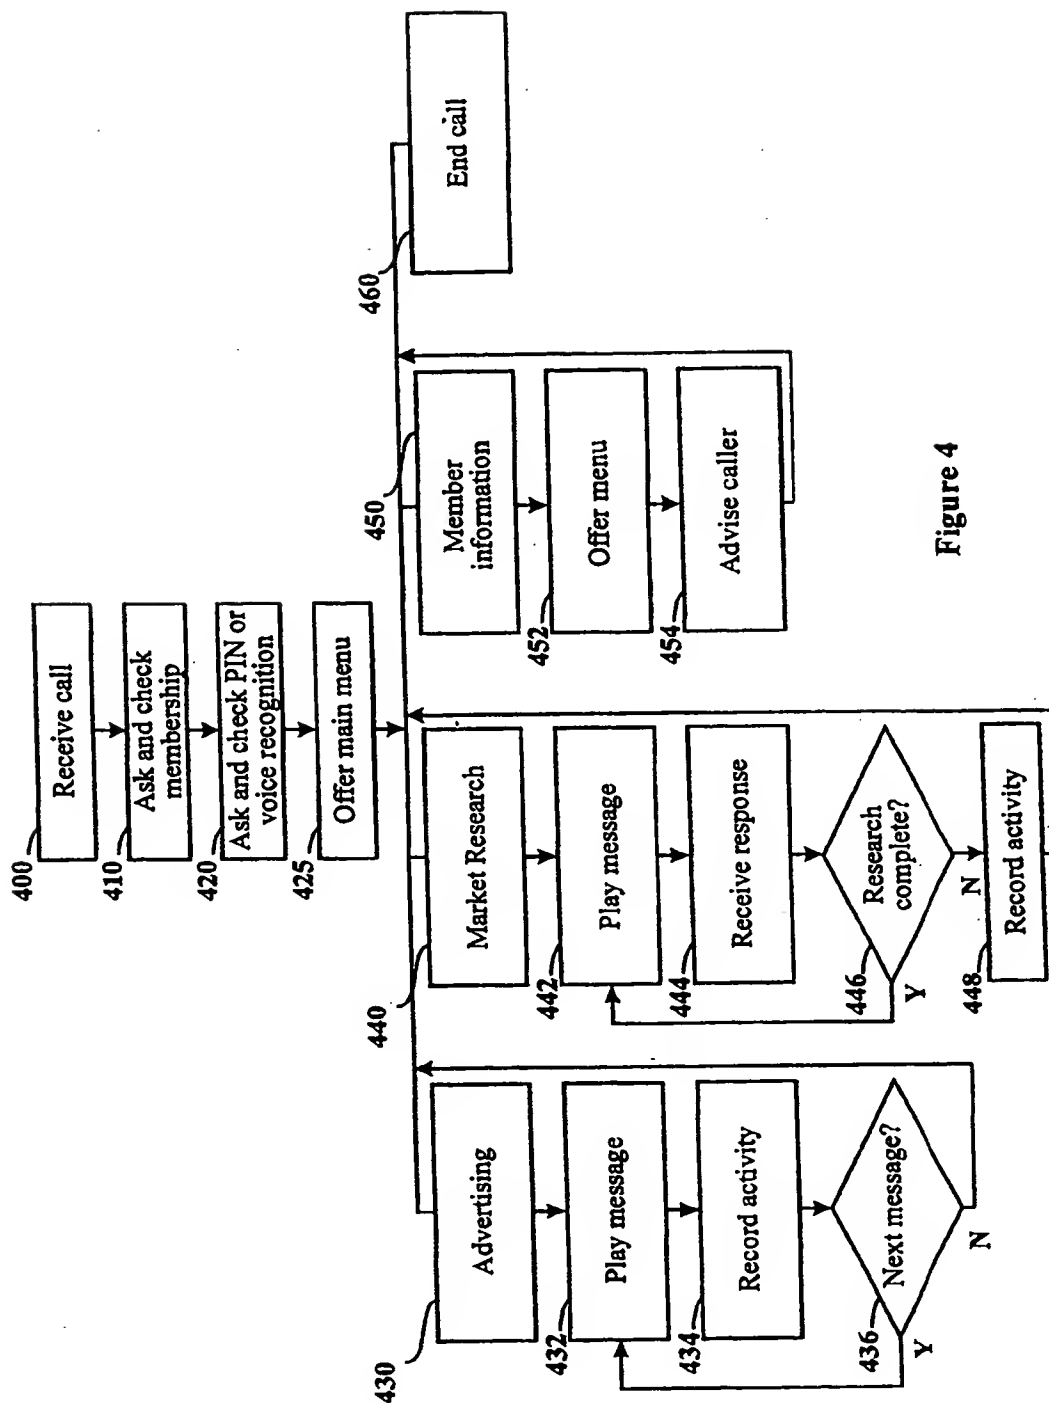 400
Receive call
410
Ask and check
membership
420
Ask and check PIN or
voice recognition
425
Offer main menu
430
Advertising
432
Play message
434
Record activity
436
Next message?
Y
N
440
Market Research
442
Play message
444
Receive response
446
Research
complete?
Y
N
448
Record activity
450
Member
information
452
Offer menu
454
Advise caller
460
End call
Figure 4